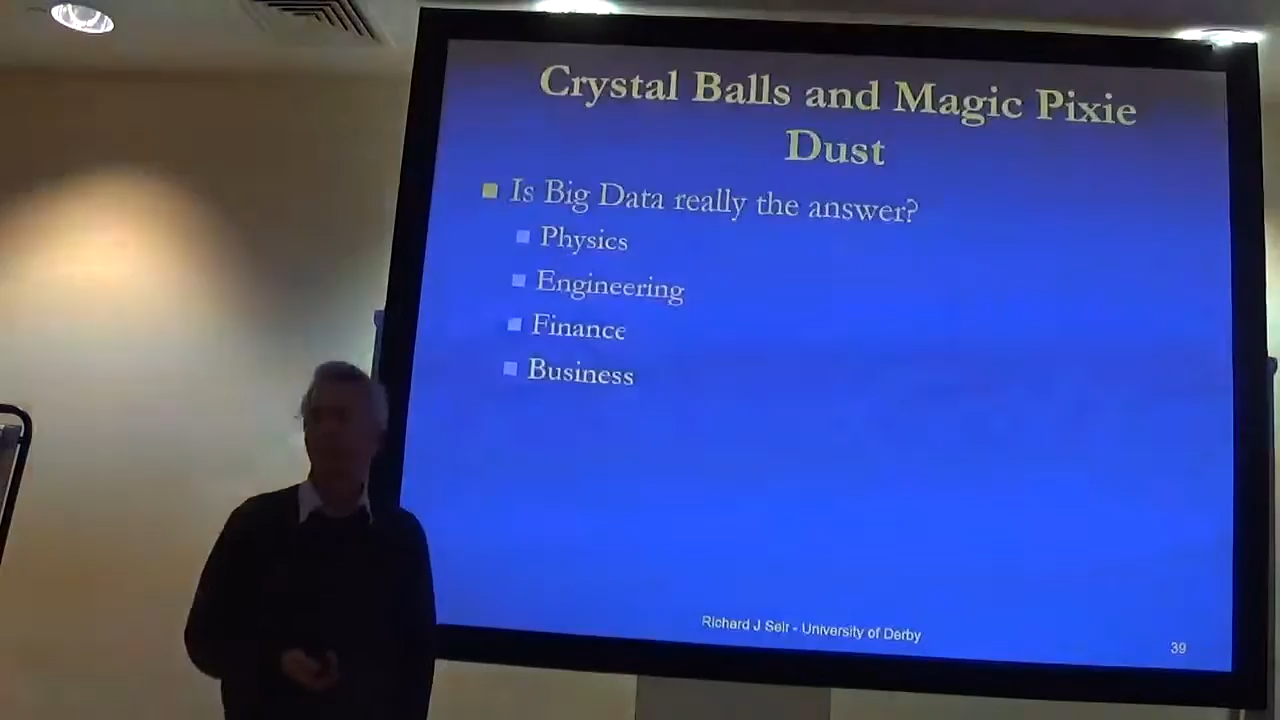 Crystal Balls and Magic Pixie
Dust
Is Big Data really the answer?
Physics
Engineering
Finance
Business
Richard J Self - University of Derby
39